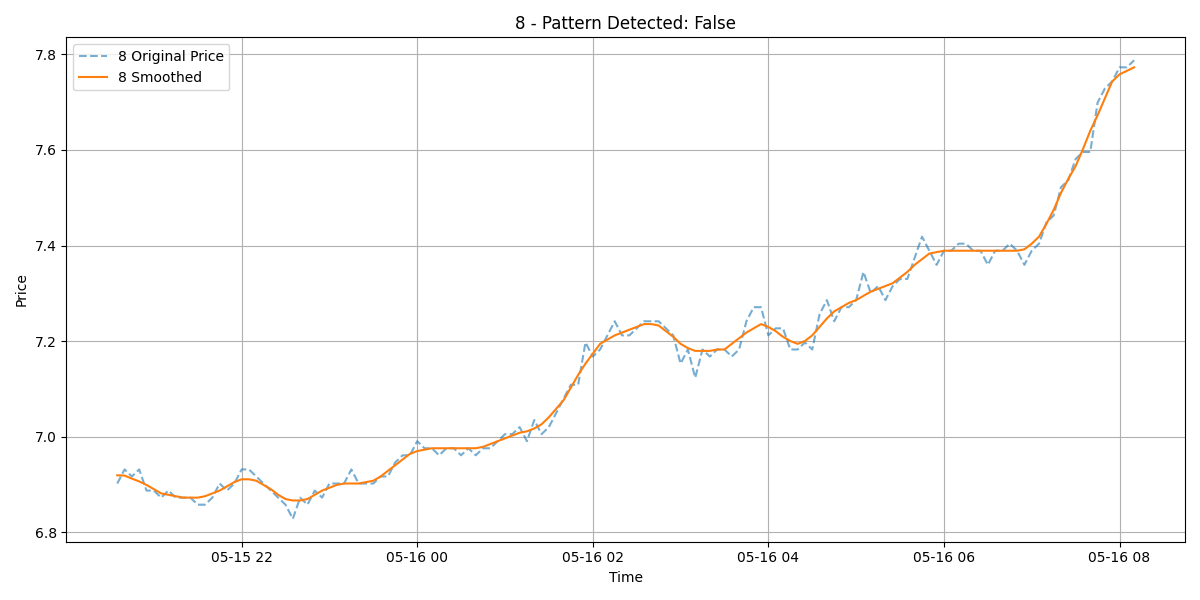 8 - Pattern Detected: False
8 Original Price
8 Smoothed
Price
7.8
7.6
7.4
7.2
7.0
6.8
05-15 22
05-16 00
05-16 02
05-16 04
05-16 06
05-16 08
Time